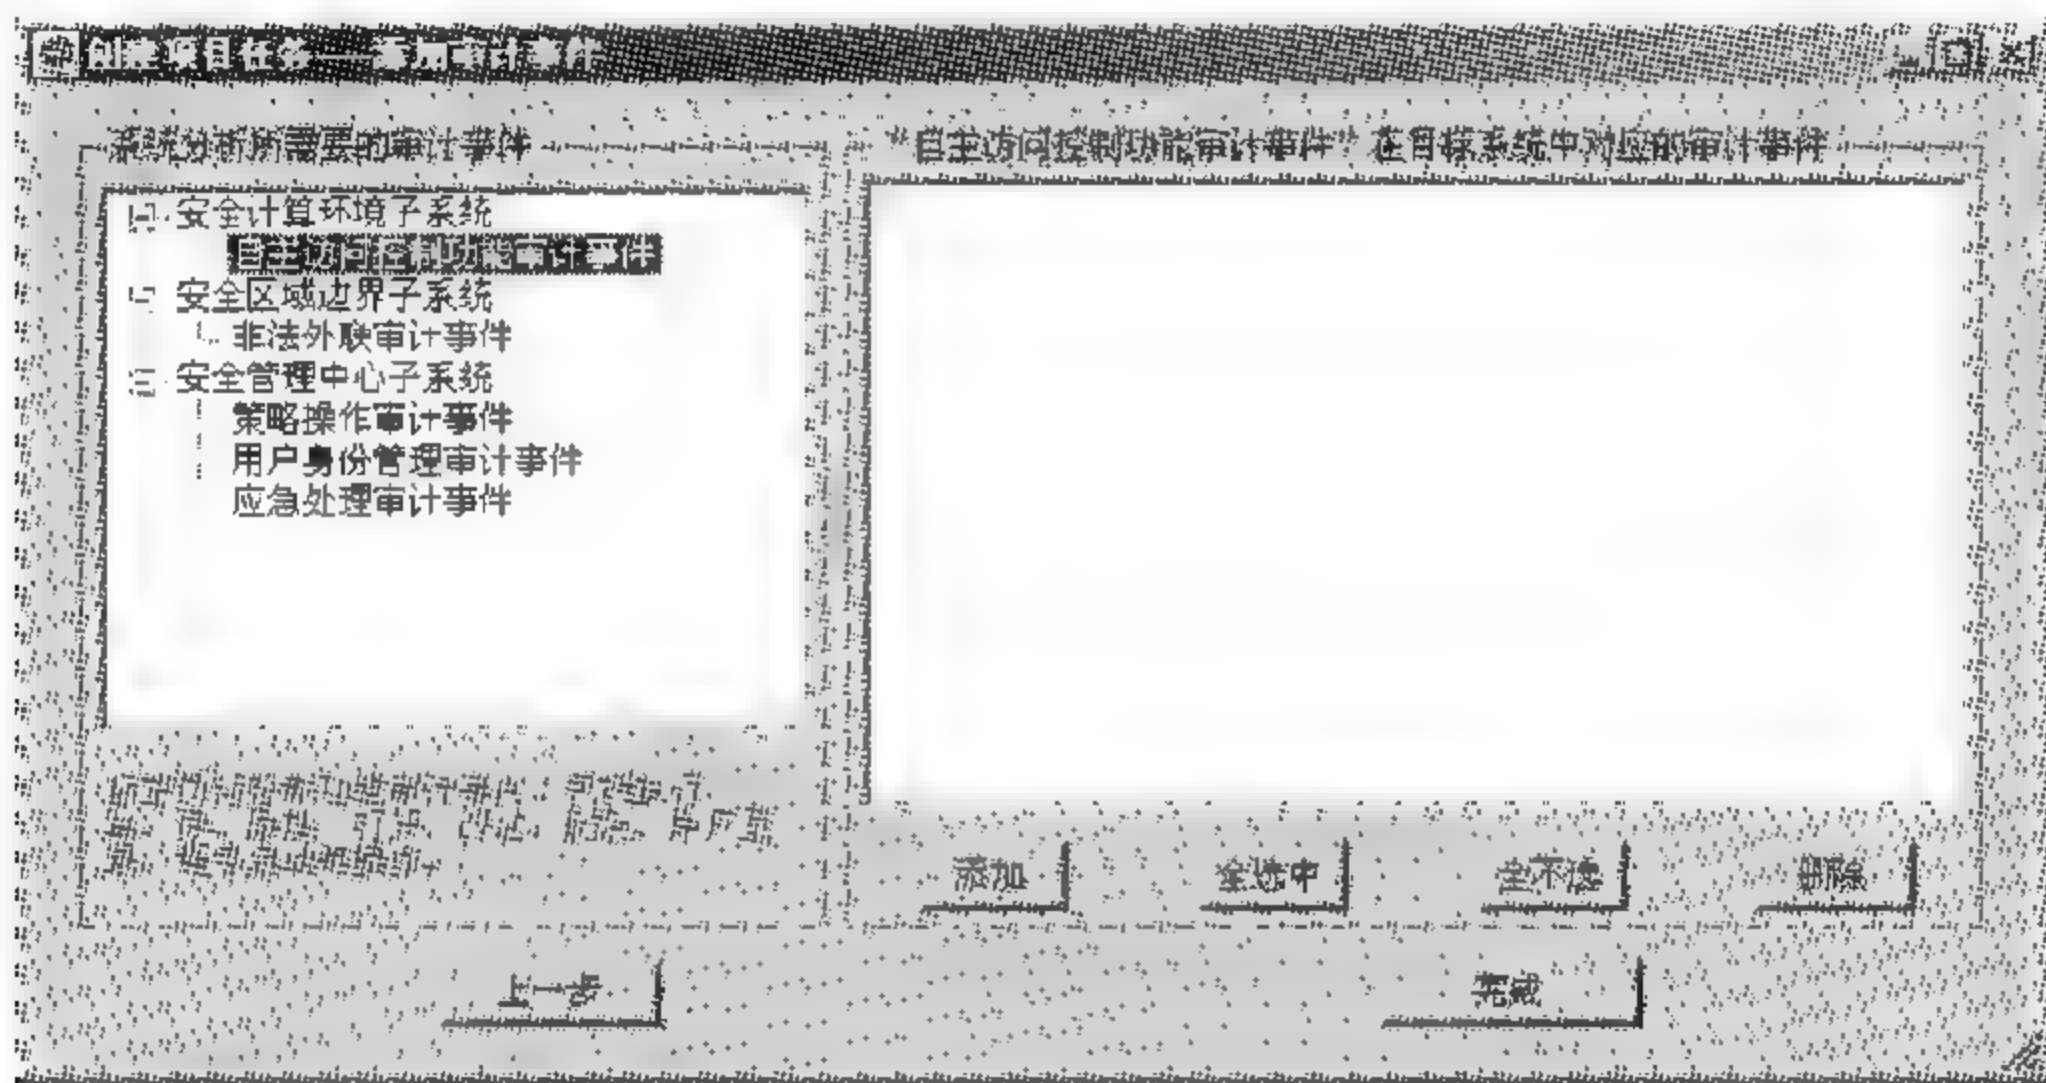 创建项目任务——添加审计事件
系统分析所需要的审计事件
“自主访问控制功能审计事件”在目标系统中对应的审计事件
安全计算环境子系统
自主访问控制功能审计事件
安全区域边界子系统
非法外联审计事件
安全管理中心子系统
策略操作审计事件
用户身份管理审计事件
应急处理审计事件
添加
全选中
全不选
删除
上一步
完成